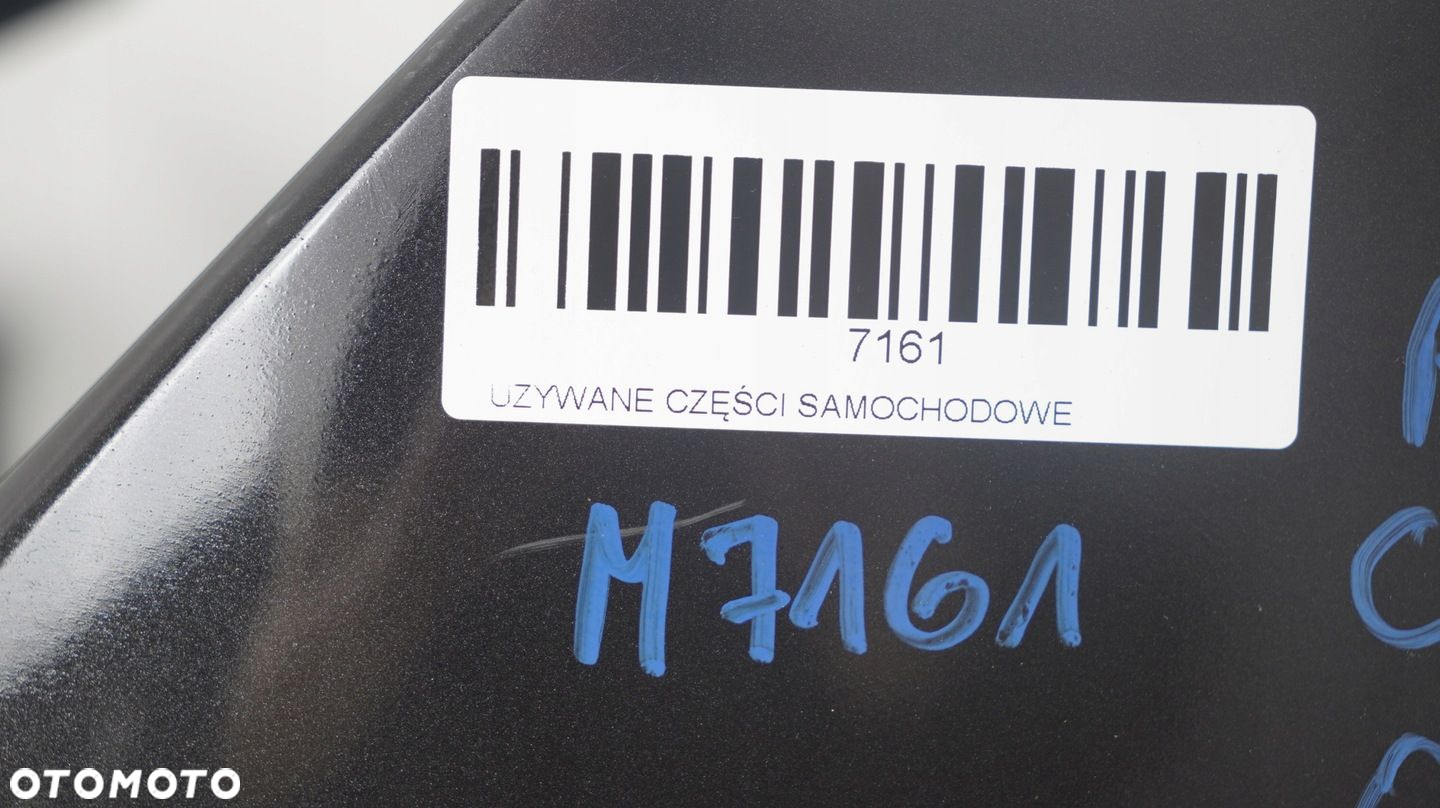 7161
UZYWANE CZĘŚCI SAMOCHODOWE
M7161
OTOMOTO